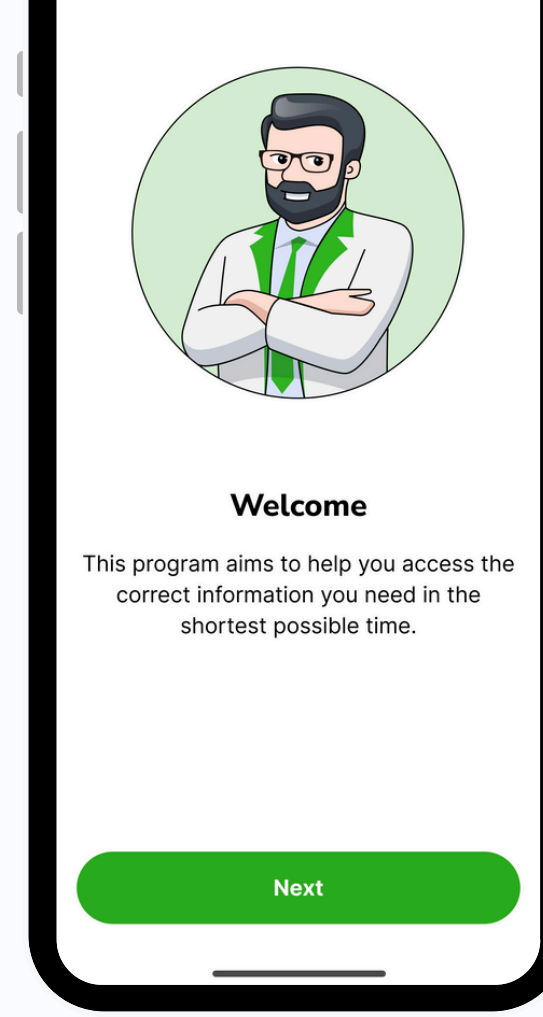 Welcome
This program aims to help you access the
correct information you need in the
shortest possible time.
Next